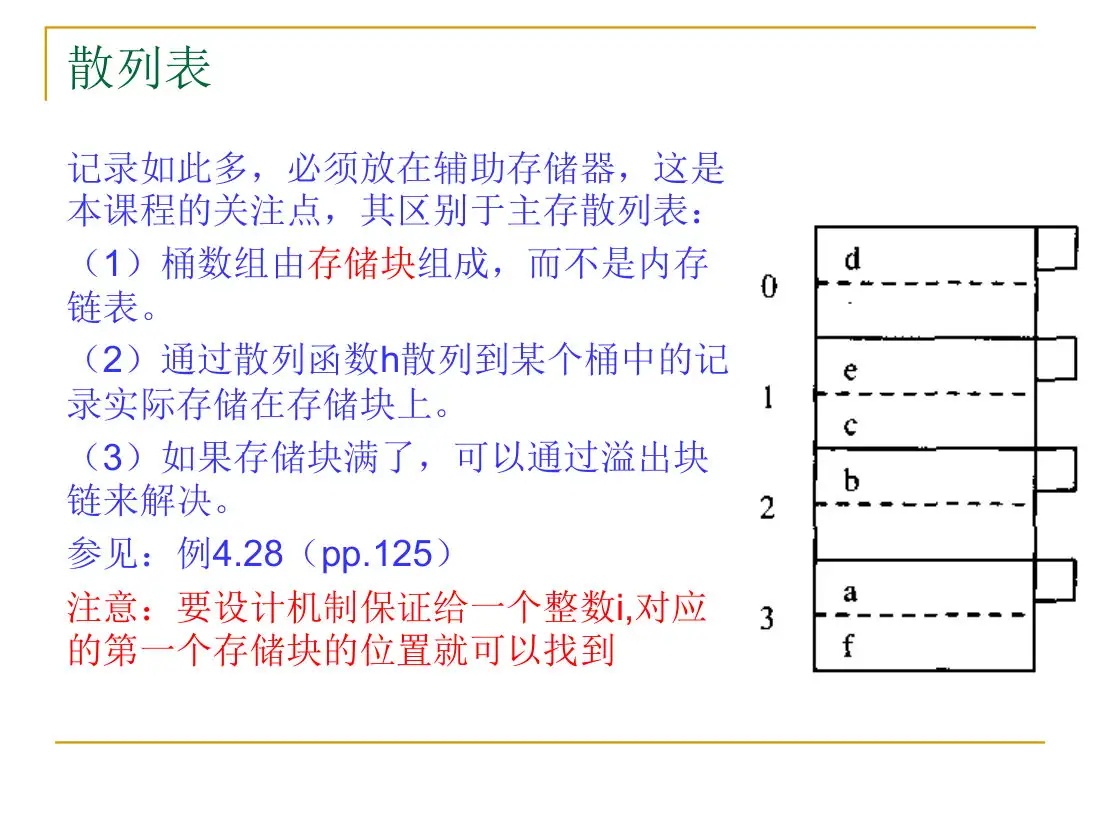 散列表
记录如此多，必须放在辅助存储器，这是
本课程的关注点，其区别于主存散列表：
（1）桶数组由存储块组成，而不是内存
链表。
（2）通过散列函数h散列到某个桶中的记
录实际存储在存储块上。
（3）如果存储块满了，可以通过溢出块
链来解决。
参见：例4.28（pp.125）
注意：要设计机制保证给一个整数i,对应
的第一个存储块的位置就可以找到
0
d
1
e
c
2
b
3
a
f